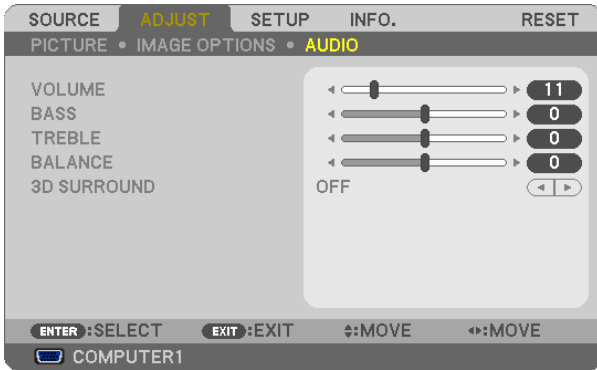 SOURCE ADJUST SETUP INFO. RESET
PICTURE • IMAGE OPTIONS • AUDIO
VOLUME 11
BASS 0
TREBLE 0
BALANCE 0
3D SURROUND OFF
ENTER :SELECT EXIT :EXIT :MOVE :MOVE
COMPUTER1